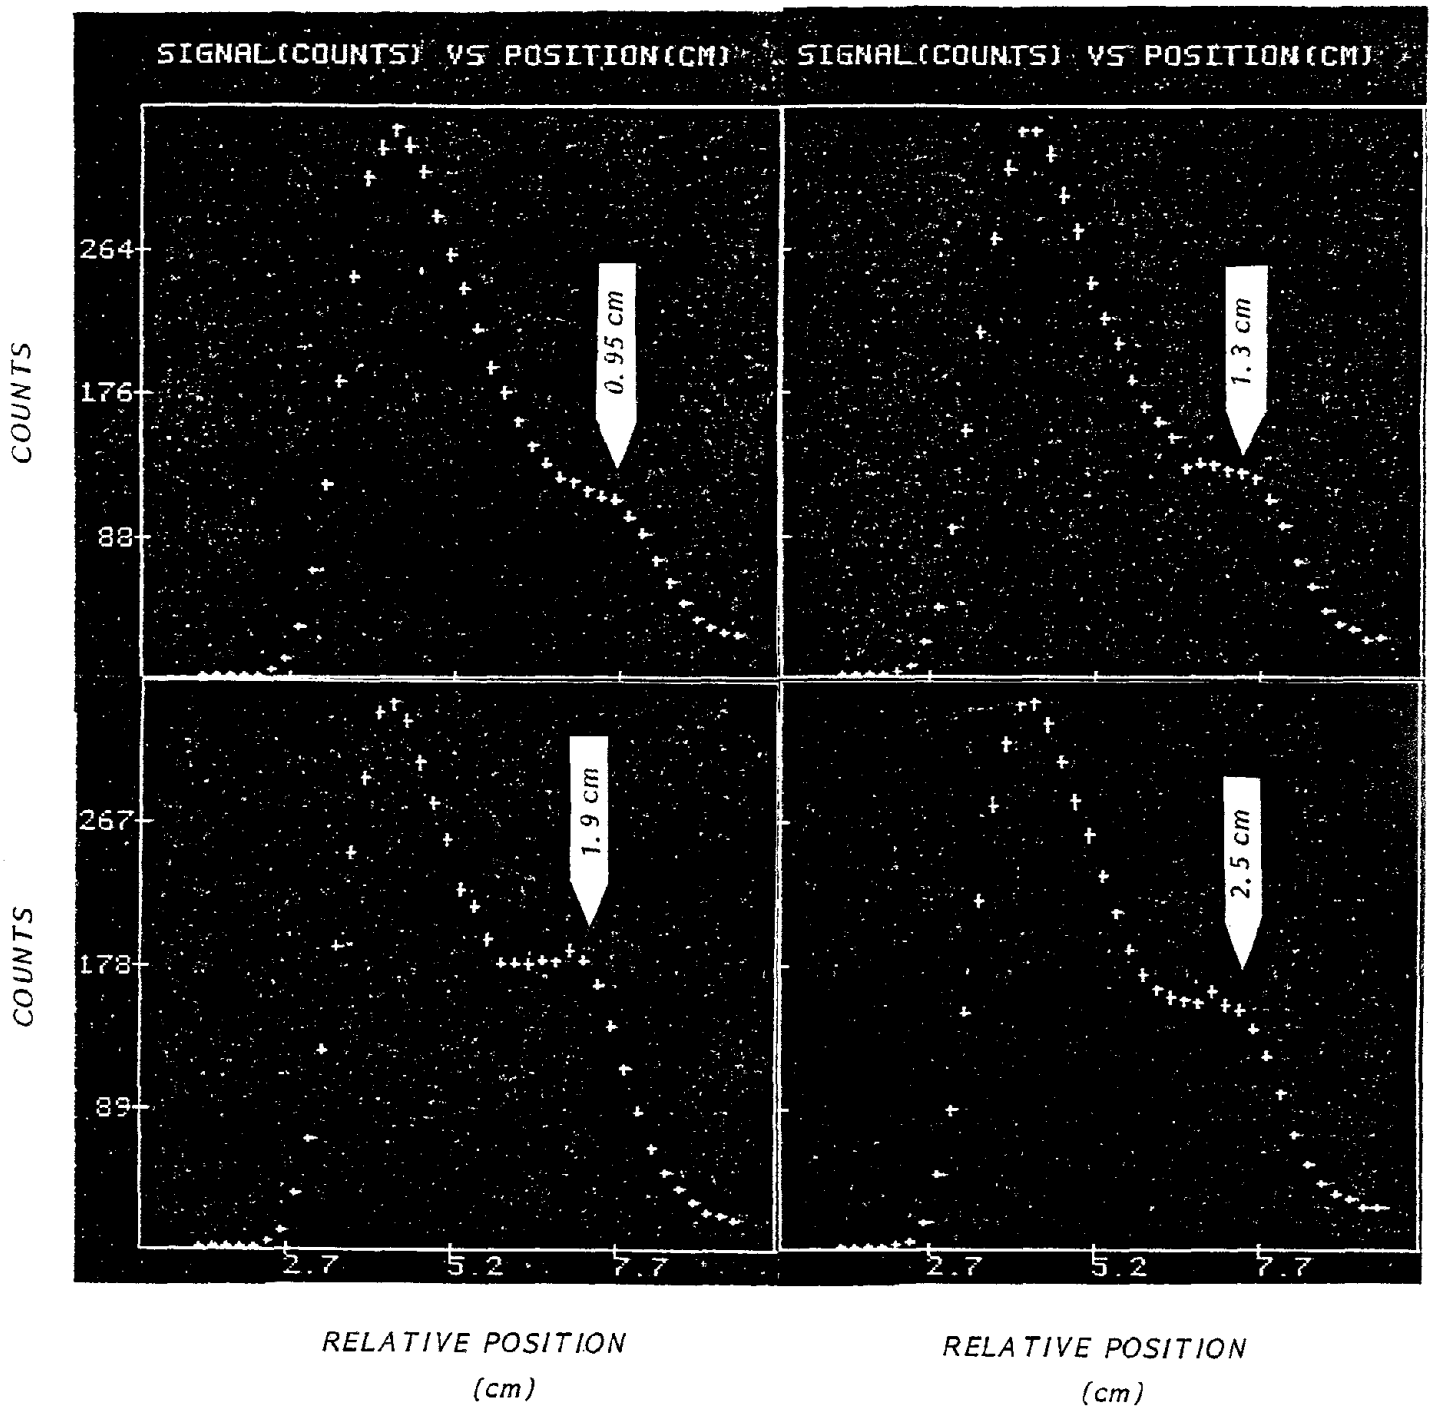 SIGNAL(COUNTS) VS POSITION(CM)
SIGNAL(COUNTS) VS POSITION(CM)
COUNTS
264
176
88
0.95 cm
1.3 cm
COUNTS
267
178
89
1.9 cm
2.5 cm
2.7 5.2 7.7
2.7 5.2 7.7
RELATIVE POSITION
(cm)
RELATIVE POSITION
(cm)